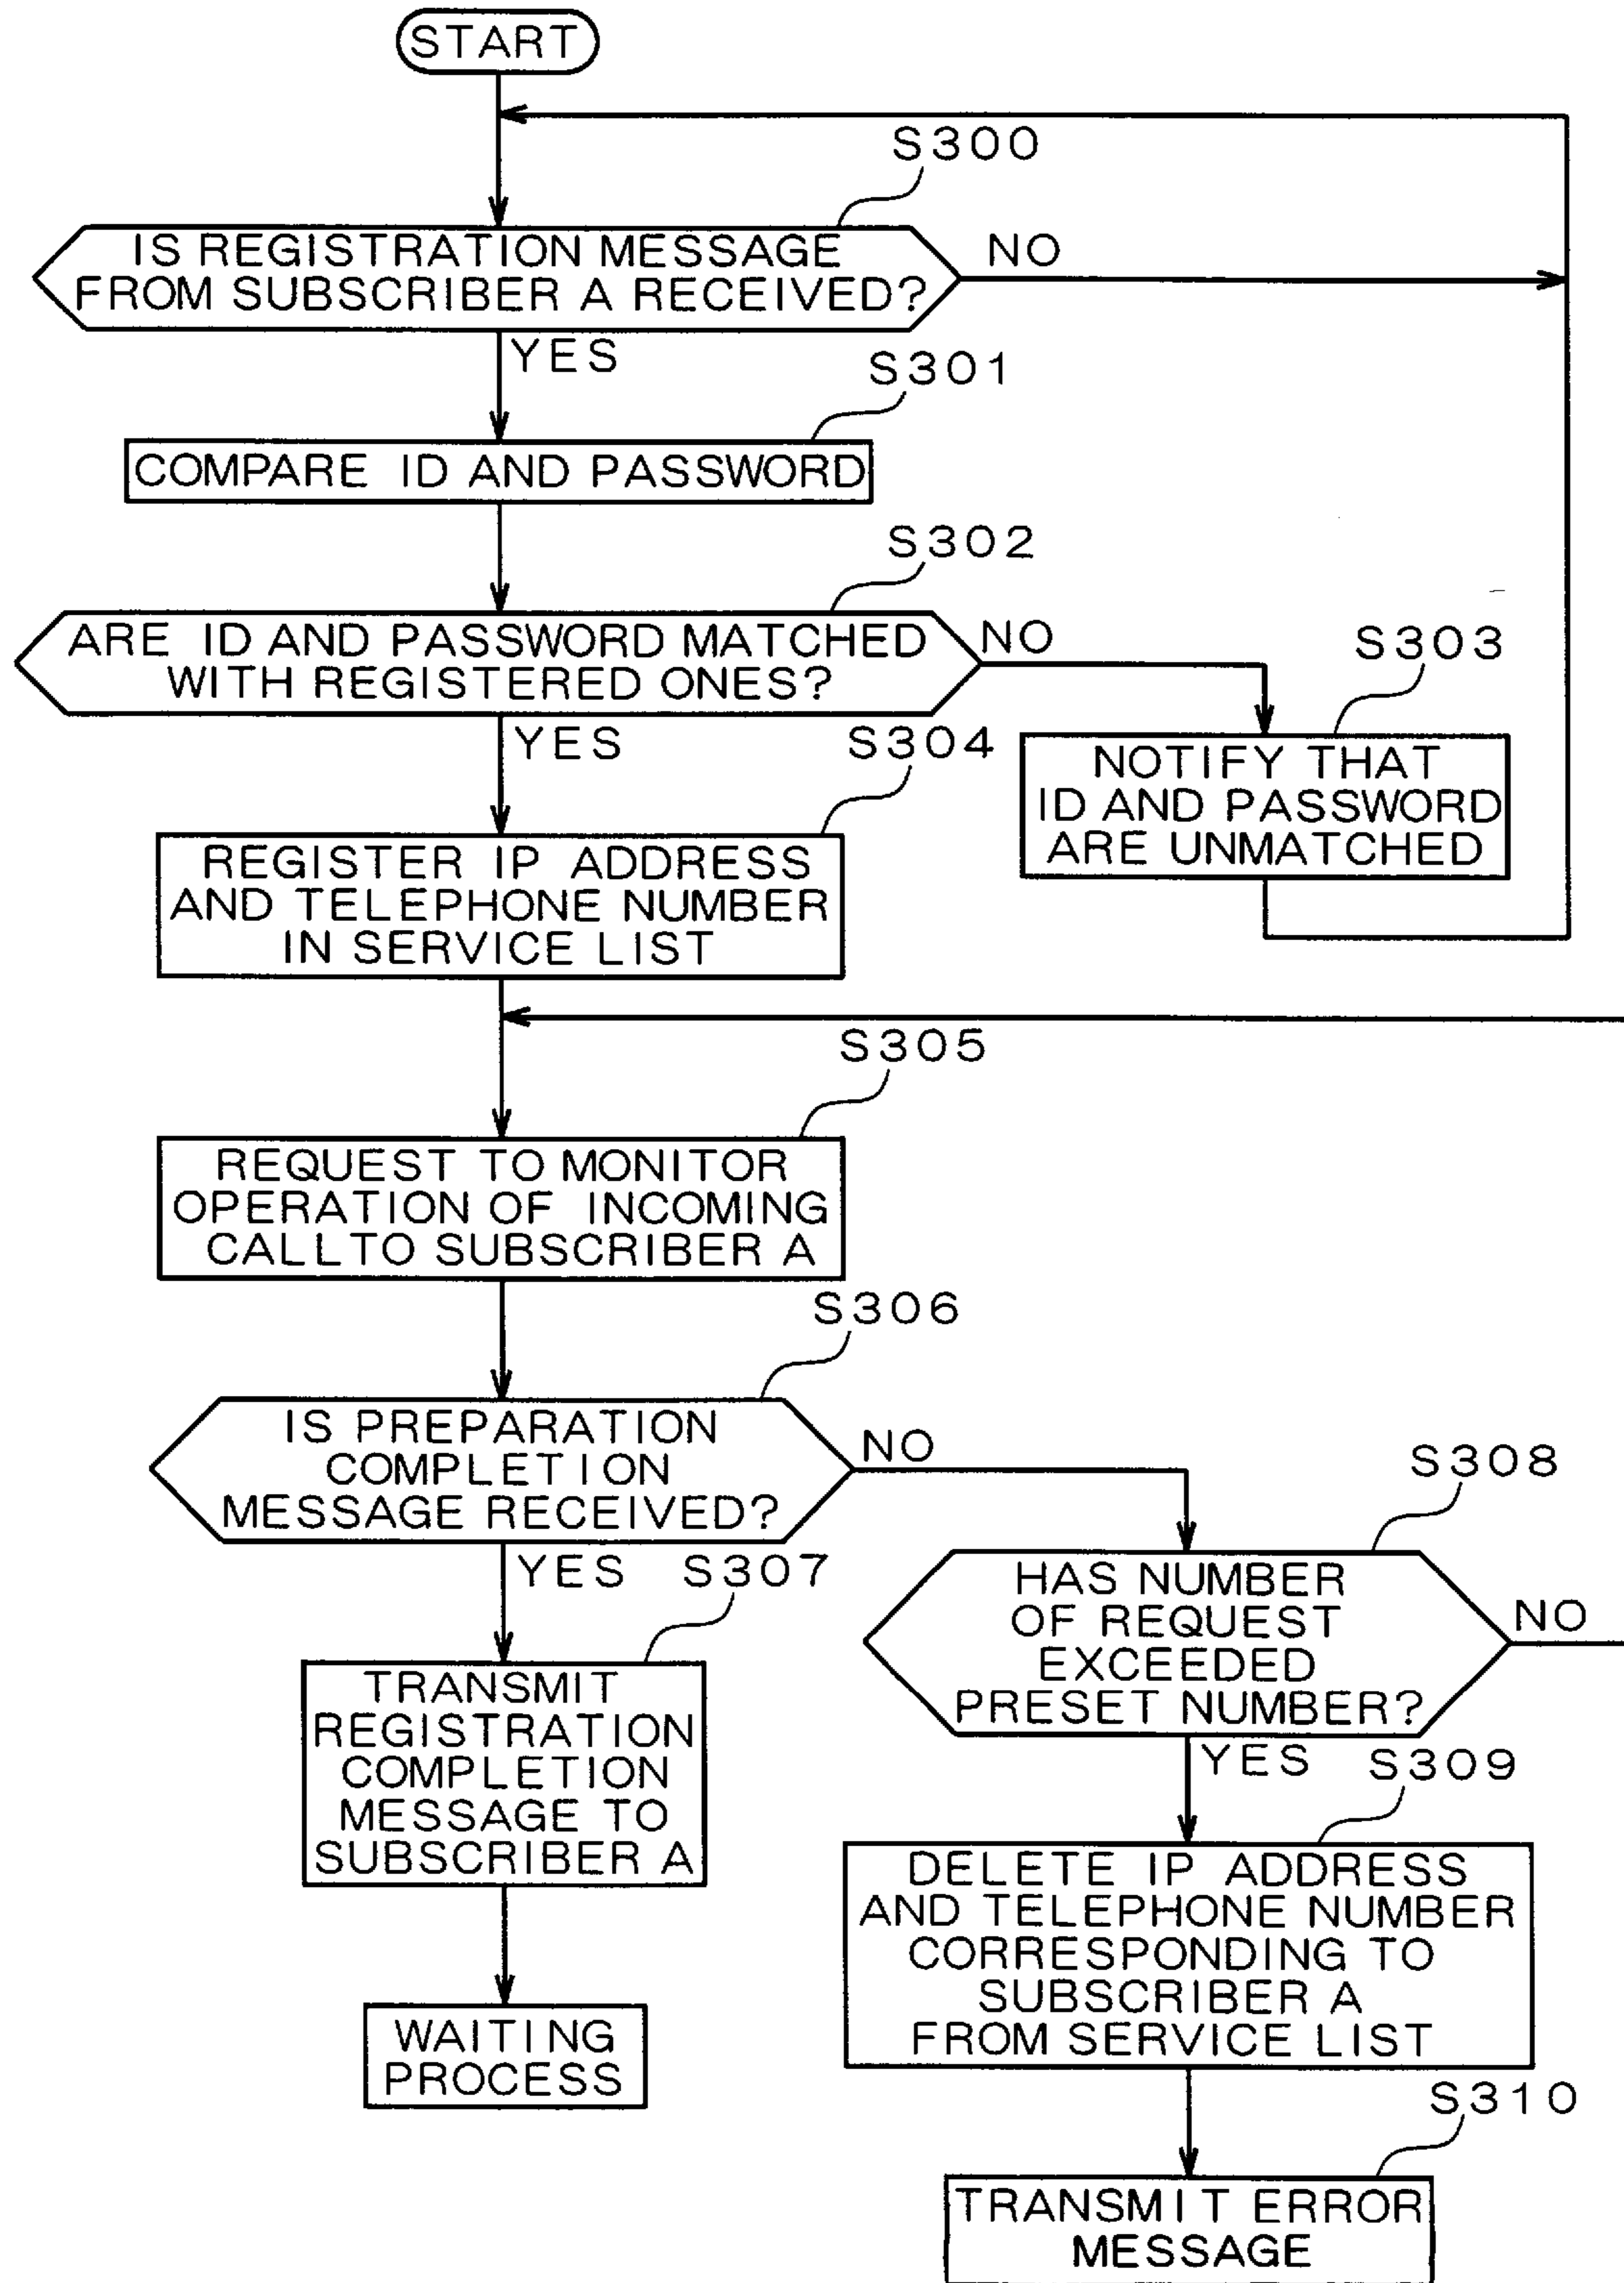 START
S300
IS REGISTRATION MESSAGE
FROM SUBSCRIBER A RECEIVED?
NO
YES
S301
COMPARE ID AND PASSWORD
S302
ARE ID AND PASSWORD MATCHED
WITH REGISTERED ONES?
NO
S303
NOTIFY THAT
ID AND PASSWORD
ARE UNMATCHED
YES
S304
REGISTER IP ADDRESS
AND TELEPHONE NUMBER
IN SERVICE LIST
S305
REQUEST TO MONITOR
OPERATION OF INCOMING
CALLTO SUBSCRIBER A
S306
IS PREPARATION
COMPLETION
MESSAGE RECEIVED?
NO
YES
S307
TRANSMIT
REGISTRATION
COMPLETION
MESSAGE TO
SUBSCRIBER A
WAITING
PROCESS
S308
HAS NUMBER
OF REQUEST
EXCEEDED
PRESET NUMBER?
NO
YES
S309
DELETE IP ADDRESS
AND TELEPHONE NUMBER
CORRESPONDING TO
SUBSCRIBER A
FROM SERVICE LIST
S310
TRANSMIT ERROR
MESSAGE